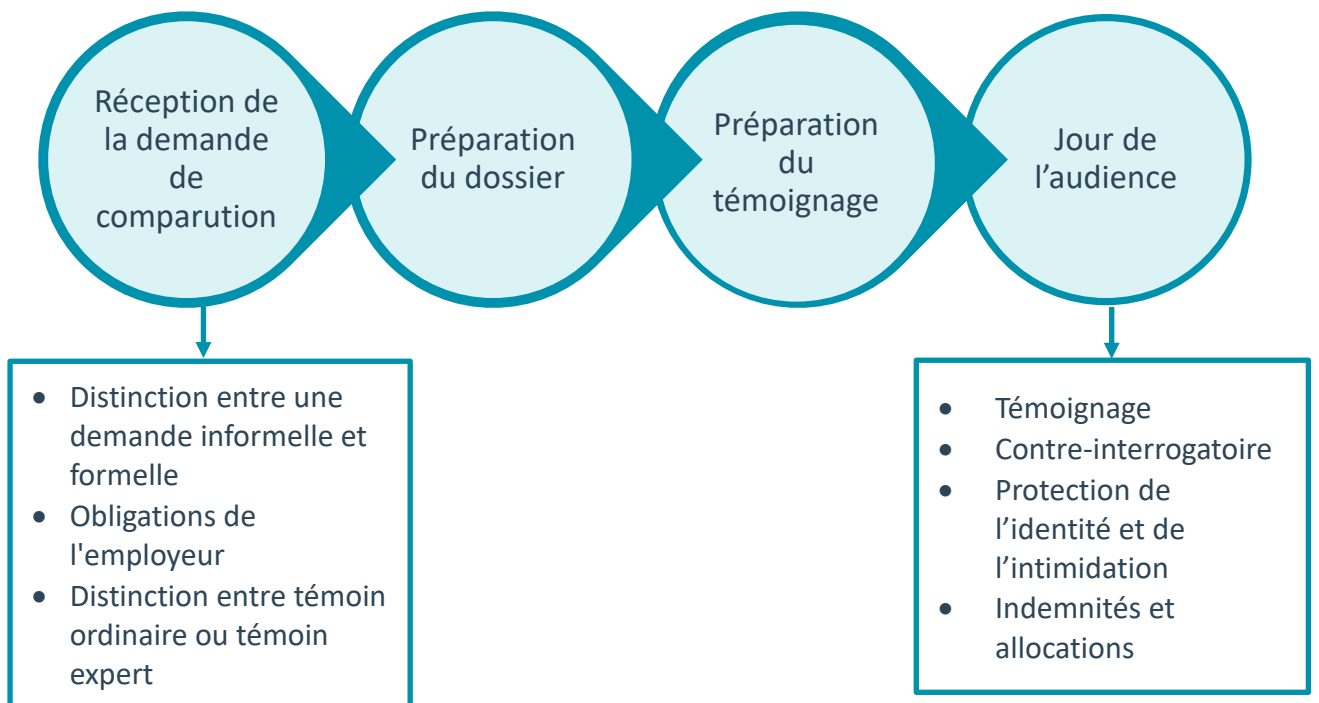 Réception de
la demande
de
comparution
Préparation
du dossier
Préparation
du
témoignage
Jour de
l’audience
• Distinction entre une
demande informelle et
formelle
• Obligations de
l'employeur
• Distinction entre témoin
ordinaire ou témoin
expert
• Témoignage
• Contre-interrogatoire
• Protection de
l’identité et de
l’intimidation
• Indemnités et
allocations